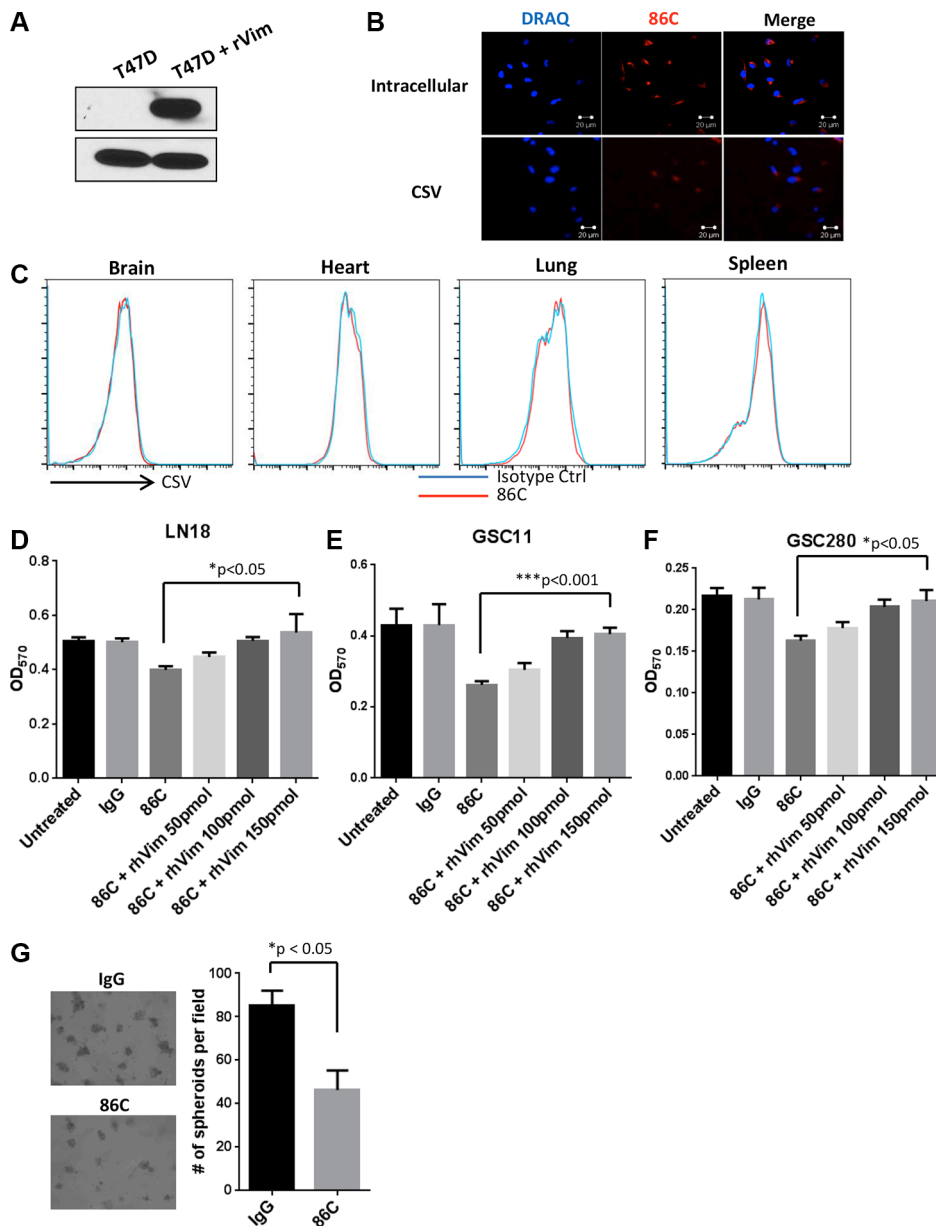 A
T47D
T47D + rVim
B
DRAQ
86C
Merge
Intracellular
20 µm
20 µm
20 µm
CSV
20 µm
20 µm
20 µm
C
Brain
Heart
Lung
Spleen
CSV
Isotype Ctrl
86C
D
LN18
*p<0.05
OD570
0.8
0.6
0.4
0.2
0.0
Untreated
IgG
86C
86C + rhVim 50pmol
86C + rhVim 100pmol
86C + rhVim 150pmol
E
GSC11
***p<0.001
OD570
0.6
0.4
0.2
0.0
Untreated
IgG
86C
86C + rhVim 50pmol
86C + rhVim 100pmol
86C + rhVim 150pmol
F
GSC280
*p<0.05
OD570
0.25
0.20
0.15
0.10
0.05
0.00
Untreated
IgG
86C
86C + rhVim 50pmol
86C + rhVim 100pmol
86C + rhVim 150pmol
G
IgG
86C
*p < 0.05
# of spheroids per field
100
80
60
40
20
0
IgG
86C